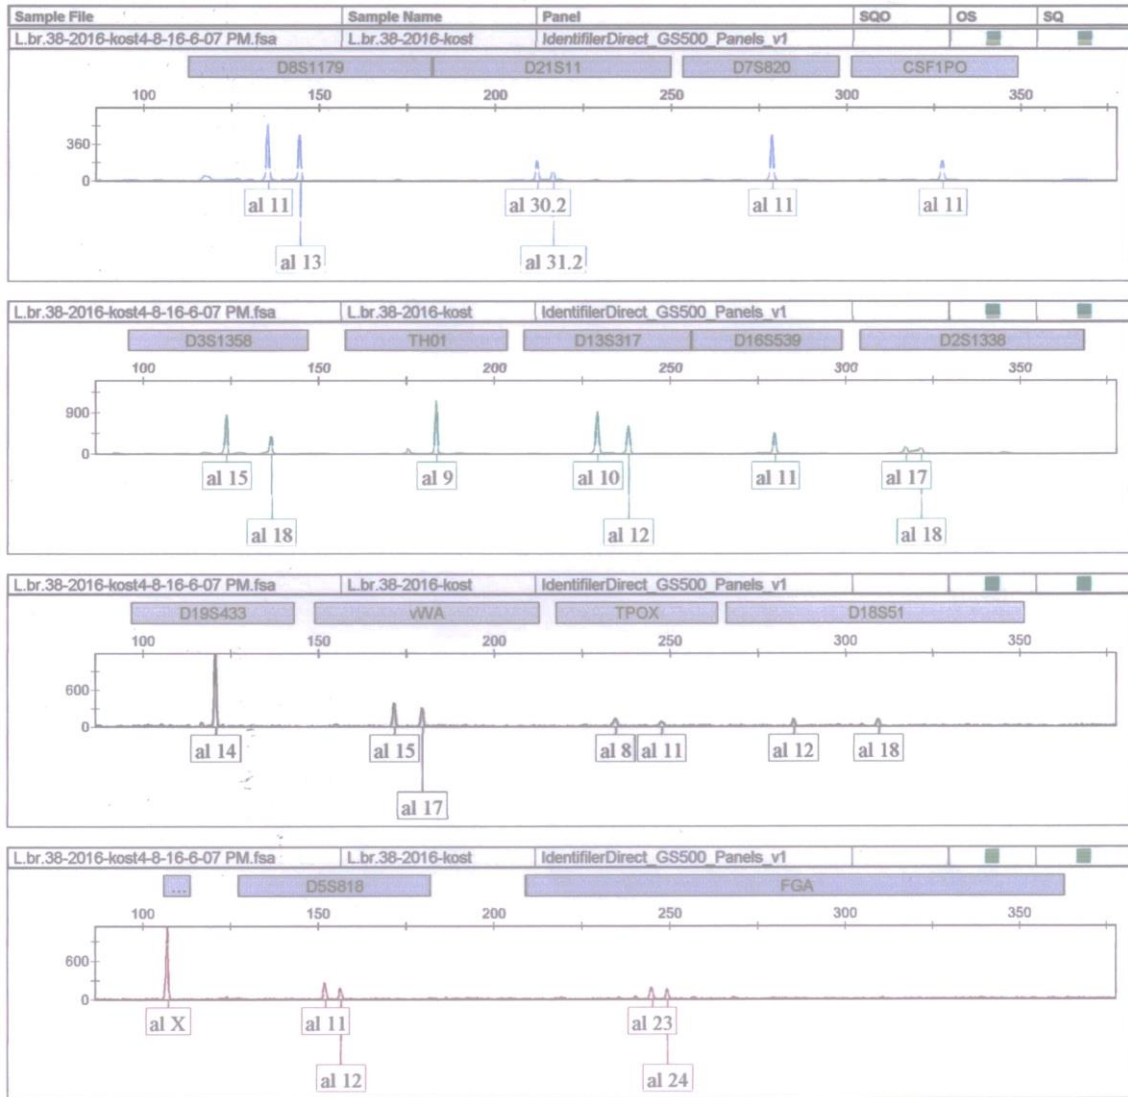 Sample File Sample Name Panel SQO OS SQ
L.br.38-2016-kost4-8-16-6-07 PM.fsa L.br.38-2016-kost IdentifilerDirect_GS500_Panels_v1
D8S1179 D21S11 D7S820 CSF1PO
100 150 200 250 300 350
360
0
al 11 al 30.2 al 11 al 11
al 13 al 31.2
L.br.38-2016-kost4-8-16-6-07 PM.fsa L.br.38-2016-kost IdentifilerDirect_GS500_Panels_v1
D3S1358 TH01 D13S317 D16S539 D2S1338
100 150 200 250 300 350
900
0
al 15 al 9 al 10 al 11 al 17
al 18 al 12 al 18
L.br.38-2016-kost4-8-16-6-07 PM.fsa L.br.38-2016-kost IdentifilerDirect_GS500_Panels_v1
D19S433 vWA TPOX D18S51
100 150 200 250 300 350
600
0
al 14 al 15 al 8 al 11 al 12 al 18
al 17
L.br.38-2016-kost4-8-16-6-07 PM.fsa L.br.38-2016-kost IdentifilerDirect_GS500_Panels_v1
... D5S818 FGA
100 150 200 250 300 350
600
0
al X al 11 al 23
al 12 al 24